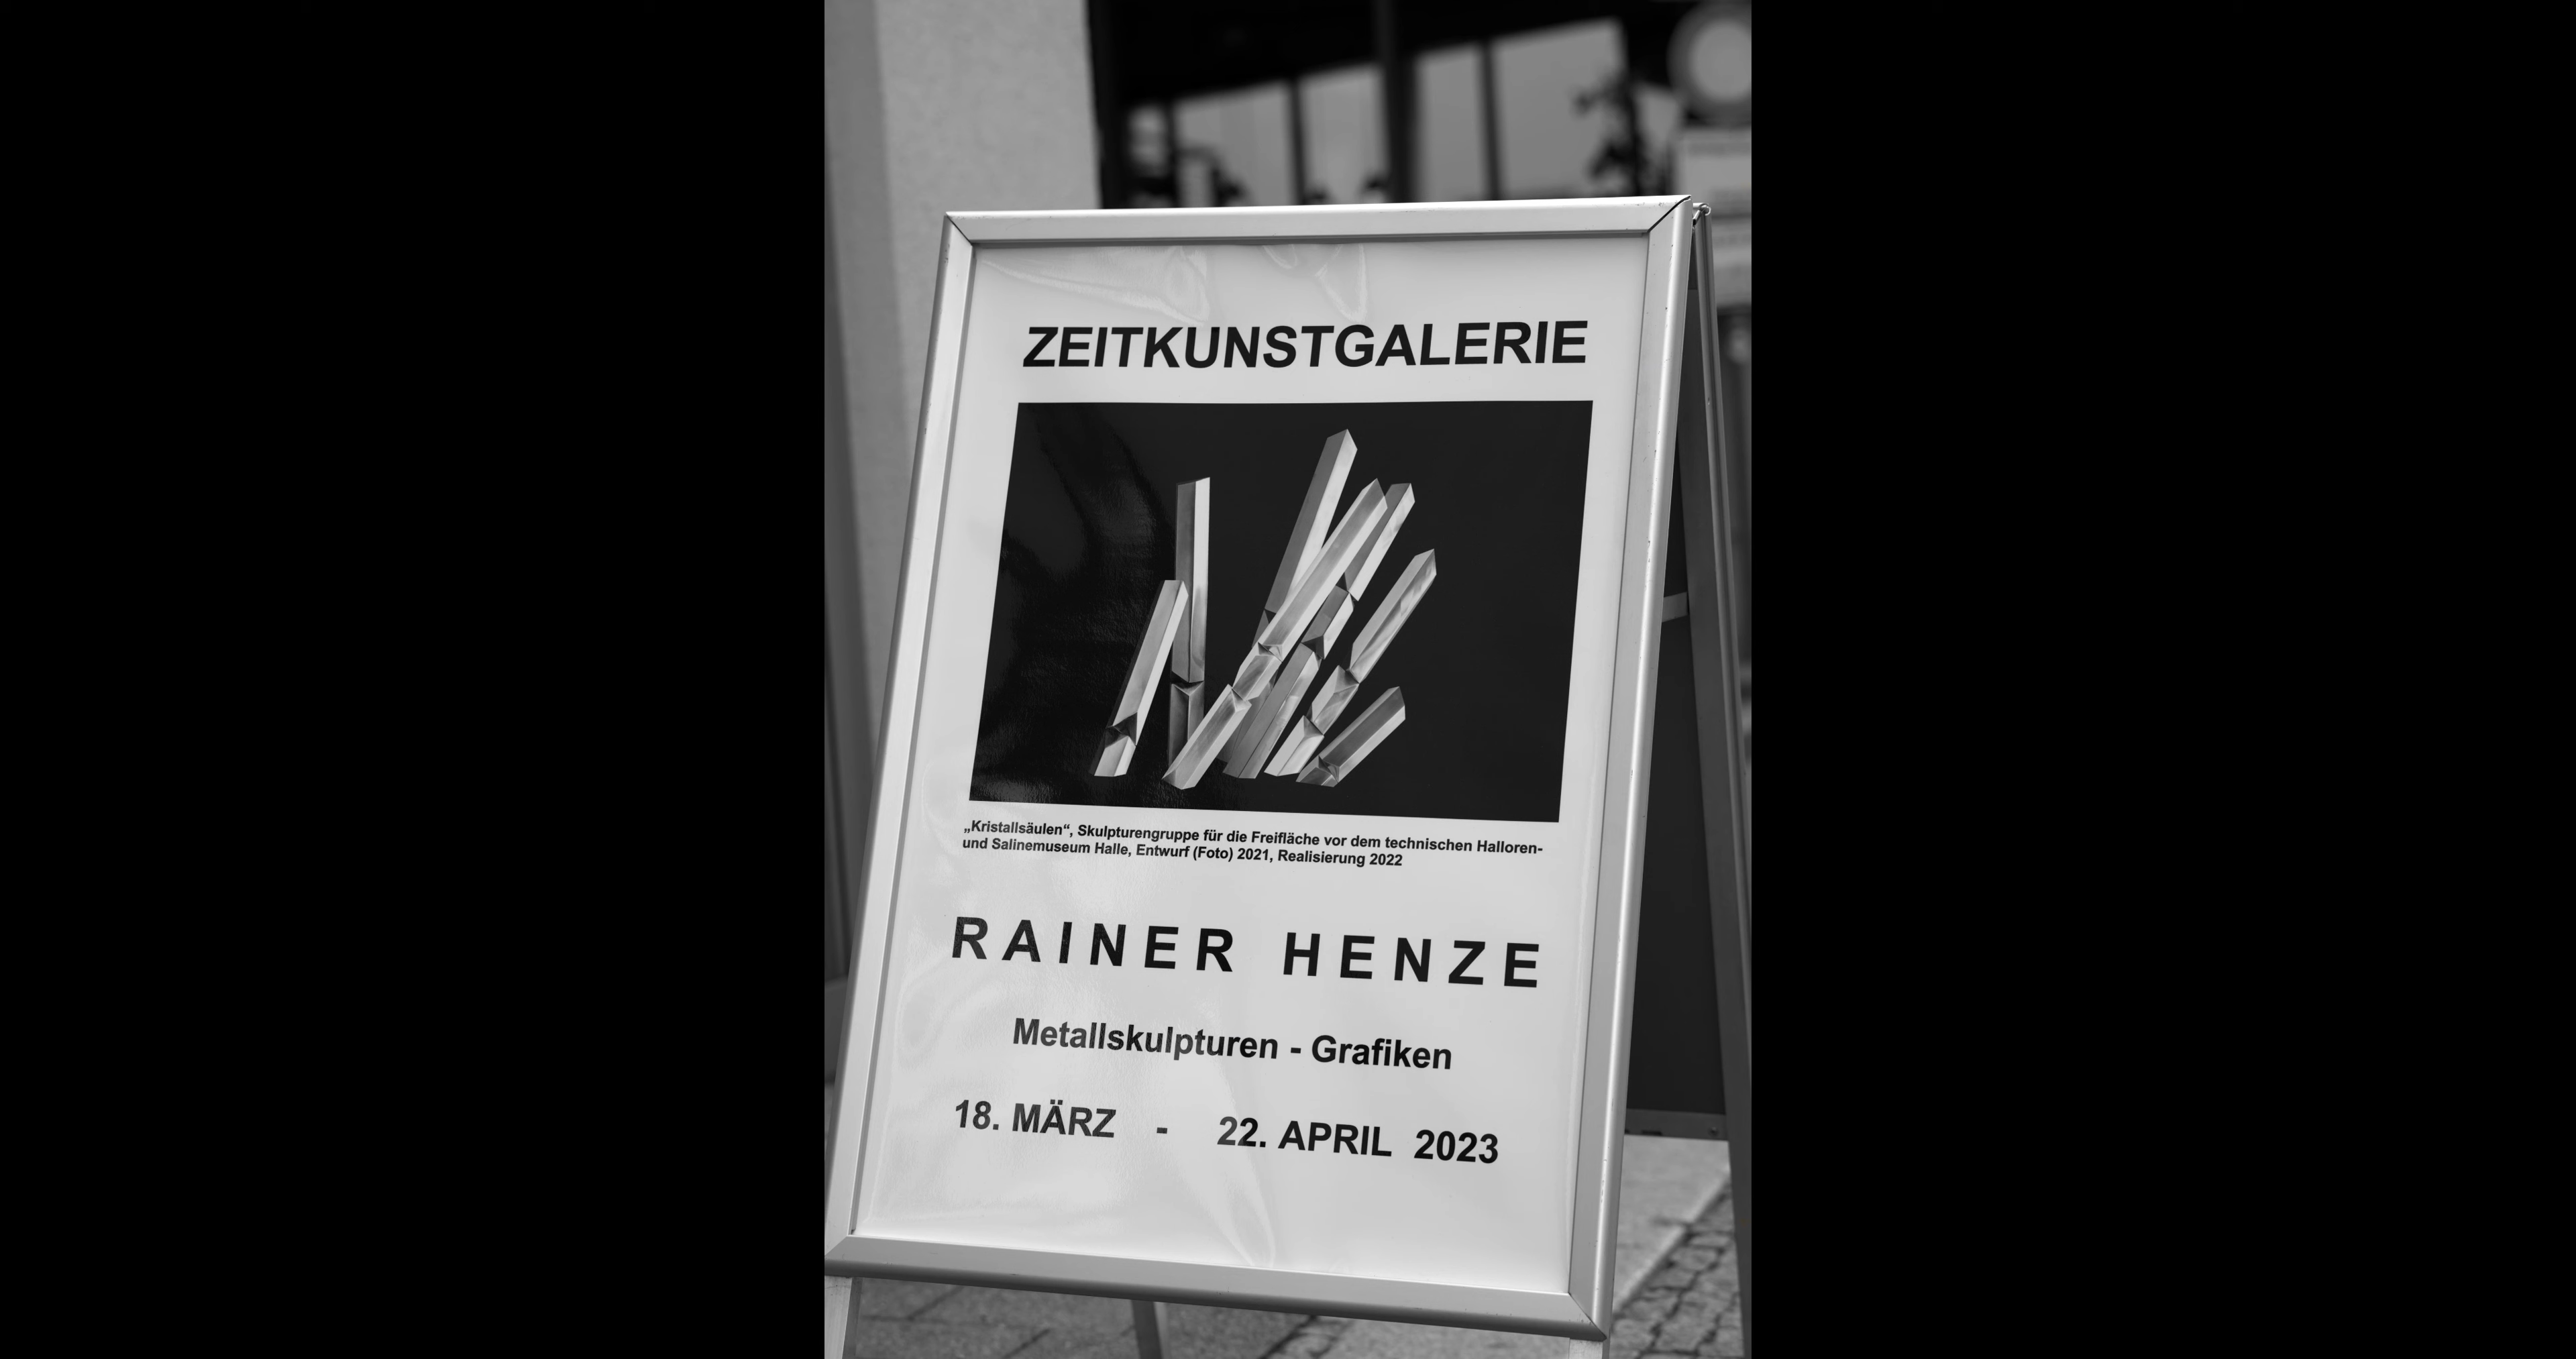 ZEITKUNSTGALERIE
„Kristallsäulen“, Skulpturengruppe für die Freifläche vor dem technischen Halloren-
und Salinemuseum Halle, Entwurf (Foto) 2021, Realisierung 2022
RAINER HENZE
Metallskulpturen - Grafiken
18. MÄRZ - 22. APRIL 2023